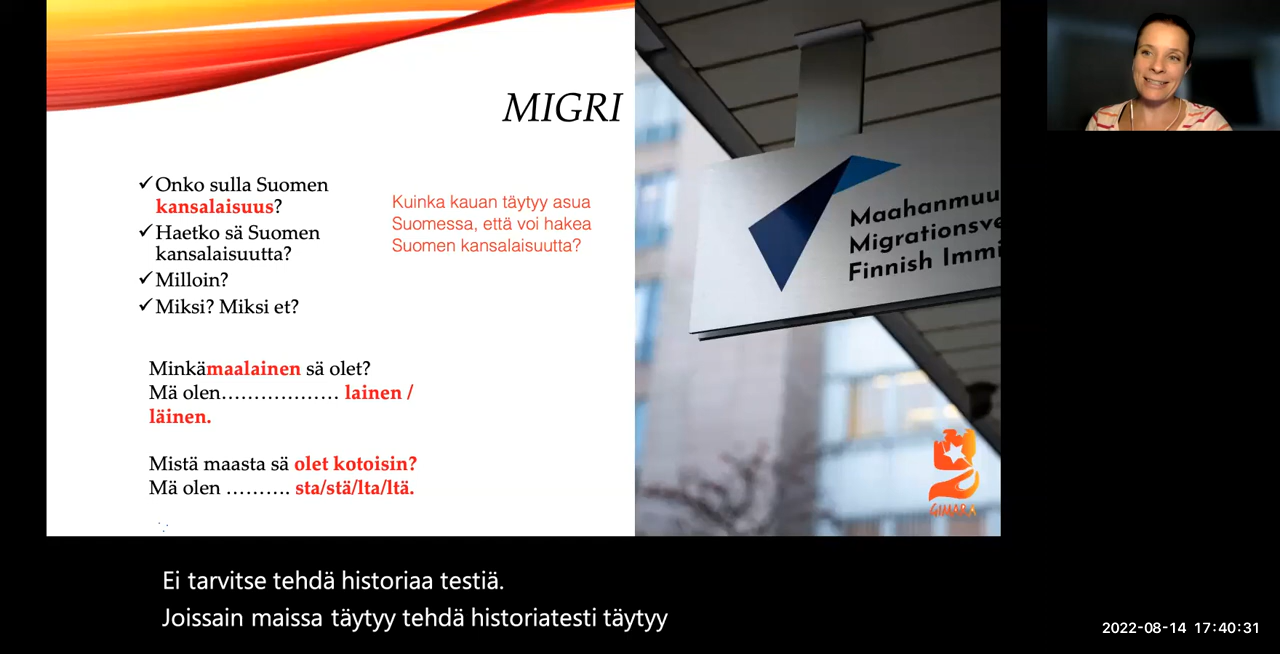 MIGRI
✓Onko sulla Suomen
kansalaisuus?
✓Haetko sä Suomen
kansalaisuutta?
✓Milloin?
✓Miksi? Miksi et?
Kuinka kauan täytyy asua
Suomessa, että voi hakea
Suomen kansalaisuutta?
Minkämaalainen sä olet?
Mä olen……………… lainen /
läinen.
Mistä maasta sä olet kotoisin?
Mä olen ………. sta/stä/lta/ltä.
Maahanmuu
Migrationsve
Finnish Immi
GIMARA
Ei tarvitse tehdä historiaa testiä.
Joissain maissa täytyy tehdä historiatesti täytyy
2022-08-14 17:40:31